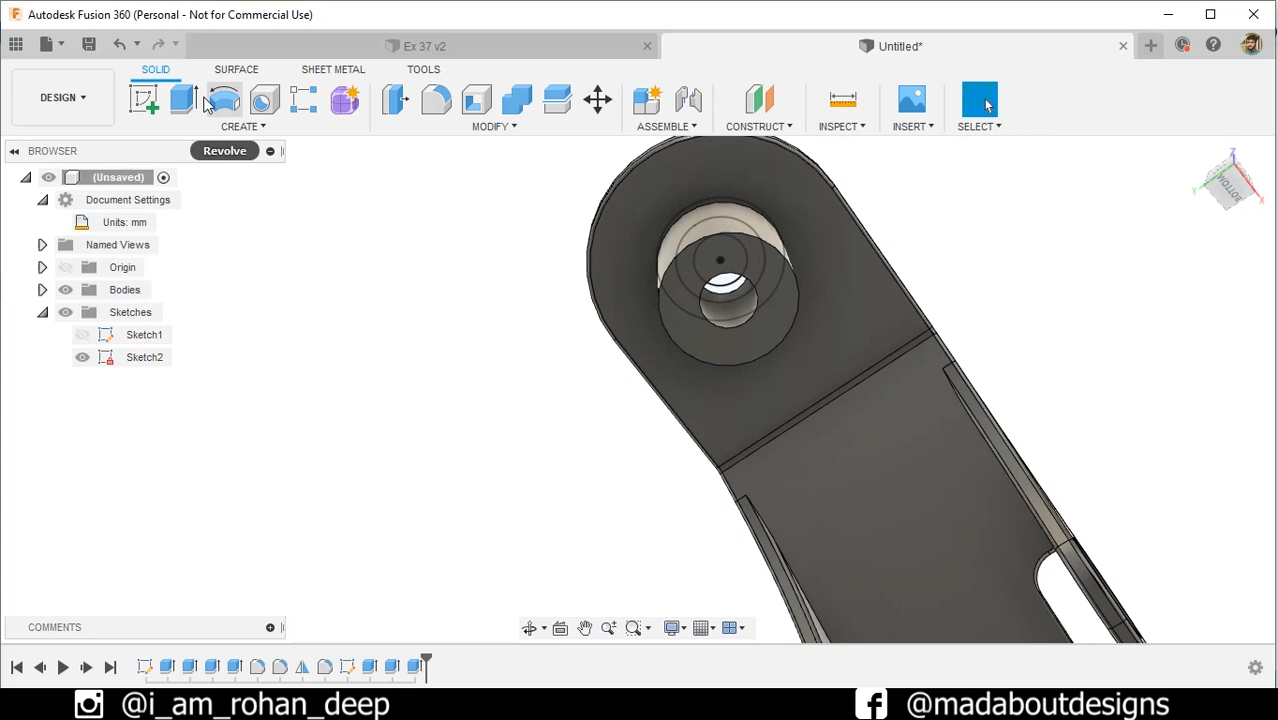 Autodesk Fusion 360 (Personal - Not for Commercial Use)
Ex 37 v2
Untitled*
SOLID SURFACE SHEET METAL TOOLS
DESIGN
CREATE
MODIFY
ASSEMBLE
CONSTRUCT
INSPECT
INSERT
SELECT
BROWSER
Revolve
(Unsaved)
Document Settings
Units: mm
Named Views
Origin
Bodies
Sketches
Sketch1
Sketch2
Z
Y
X
BOTTOM
COMMENTS
@i_am_rohan_deep
@madaboutdesigns